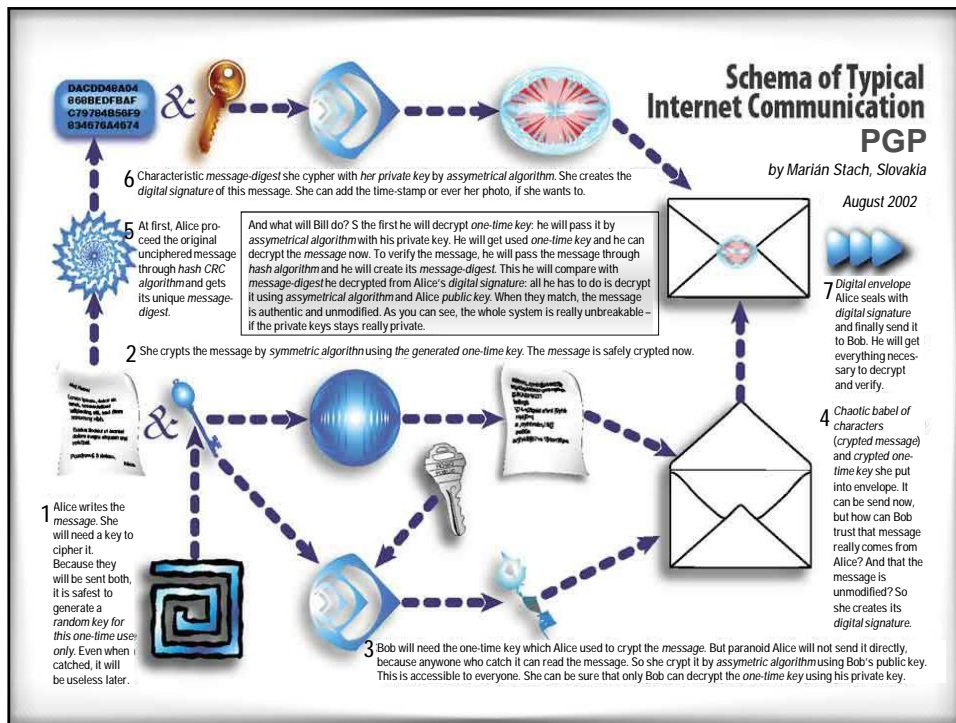 Schema of Typical
Internet Communication
PGP
by Marián Stach, Slovakia
August 2002
DACDD48A04
868BEDFBAF
C79784B56F9
834676A4674
&
6 Characteristic message-digest she cypher with her private key by assymetrical algorithm. She creates the
digital signature of this message. She can add the time-stamp or ever her photo, if she wants to.
5 At first, Alice pro-
ceed the original
unciphered message
through hash CRC
algorithm and gets
its unique message-
digest.
And what will Bill do? S the first he will decrypt one-time key: he will pass it by
assymetrical algorithm with his private key. He will get used one-time key and he can
decrypt the message now. To verify the message, he will pass the message through
hash algorithm and he will create its message-digest. This he will compare with
message-digest he decrypted from Alice's digital signature: all he has to do is decrypt
it using assymetrical algorithm and Alice public key. When they match, the message
is authentic and unmodified. As you can see, the whole system is really unbreakable –
if the private keys stays really private.
7 Digital envelope
Alice seals with
digital signature
and finally send it
to Bob. He will get
everything neces-
sary to decrypt
and verify.
2 She crypts the message by symmetric algorithm using the generated one-time key. The message is safely crypted now.
&
4 Chaotic babel of
characters
(crypted message)
and crypted one-
time key she put
into envelope. It
can be send now,
but how can Bob
trust that message
really comes from
Alice? And that the
message is
unmodified? So
she creates its
digital signature.
1 Alice writes the
message. She
will need a key to
cipher it.
Because they
will be sent both,
it is safest to
generate a
random key for
this one-time use
only. Even when
catched, it will
be useless later.
3 Bob will need the one-time key which Alice used to crypt the message. But paranoid Alice will not send it directly,
because anyone who catch it can read the message. So she crypt it by assymetric algorithm using Bob's public key.
This is accessible to everyone. She can be sure that only Bob can decrypt the one-time key using his private key.